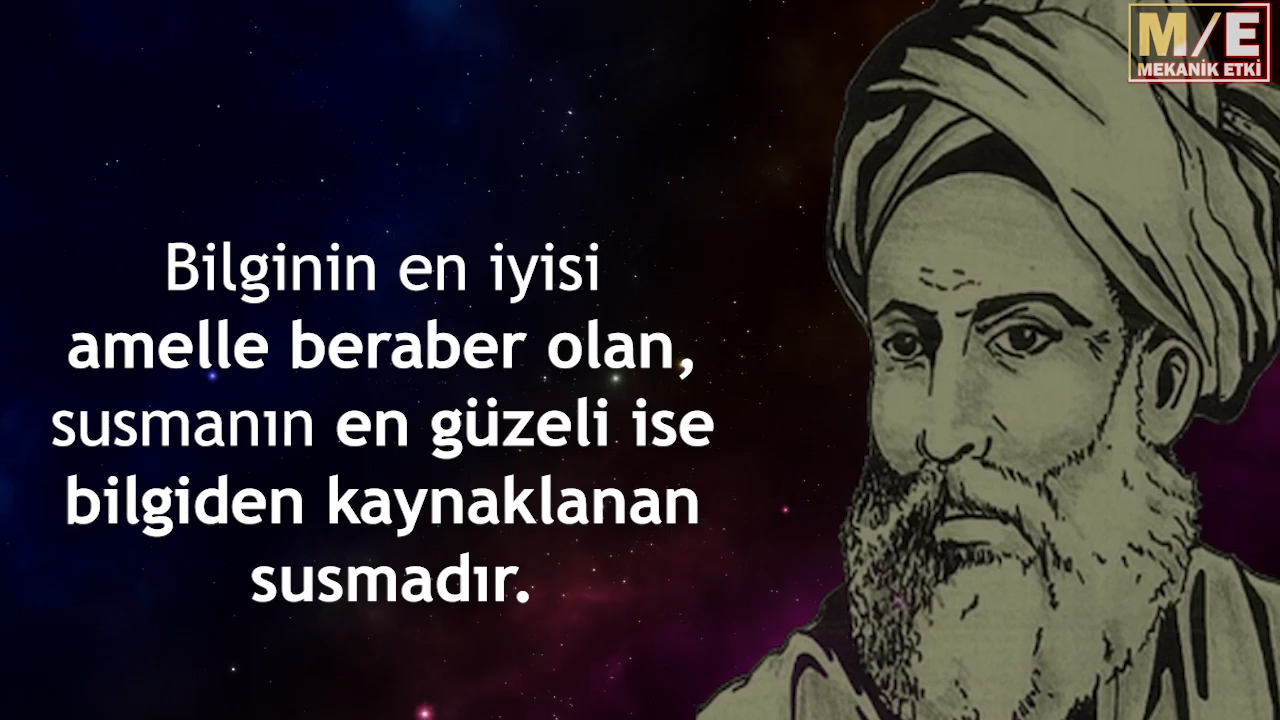 M/E
MEKANİK ETKİ
Bilginin en iyisi
amelle beraber olan,
susmanın en güzeli ise
bilgiden kaynaklanan
susmadır.